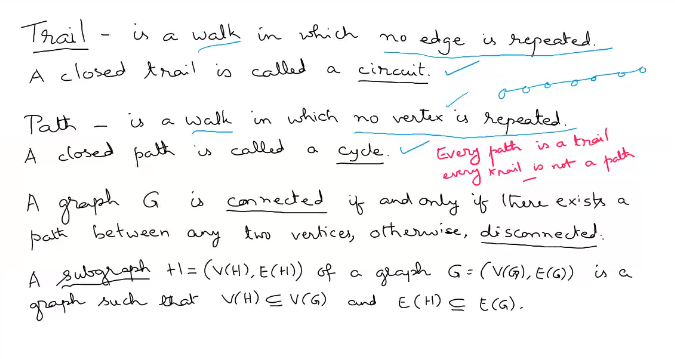 Trail - is a walk in which no edge is repeated.
A closed trail is called a circuit.
Path - is a walk in which no vertex is repeated.
A closed path is called a cycle.
Every path is a trail
every trail is not a path
A graph G is connected if and only if there exists a
path between any two vertices, otherwise, disconnected.
A subgraph H = (V(H), E(H)) of a graph G = (V(G), E(G)) is a
graph such that V(H) ⊆ V(G) and E(H) ⊆ E(G).